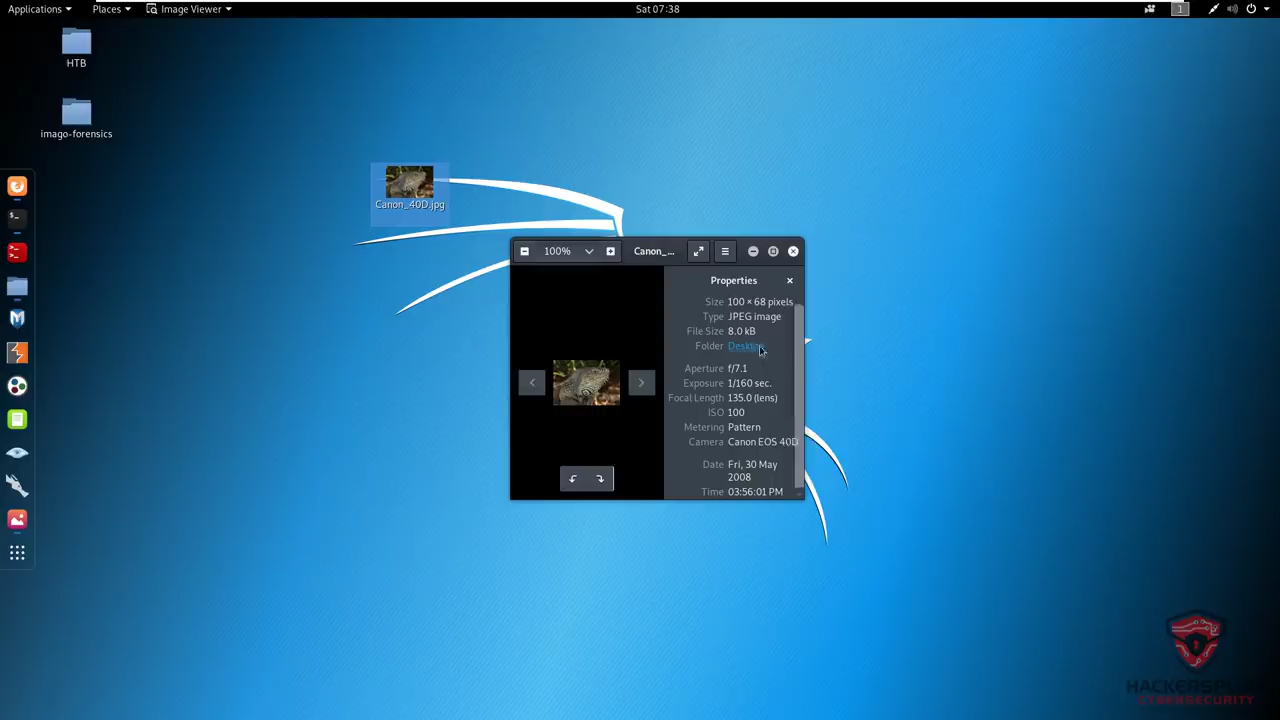 Applications Places Image Viewer Sat 07:38 1
HTB
imago-forensics
Canon_40D.jpg
100% Canon_...
Properties
Size 100 × 68 pixels
Type JPEG image
File Size 8.0 kB
Folder Desktop
Aperture f/7.1
Exposure 1/160 sec.
Focal Length 135.0 (lens)
ISO 100
Metering Pattern
Camera Canon EOS 40D
Date Fri, 30 May
2008
Time 03:56:01 PM
HACKERSPLOIT
CYBERSECURITY